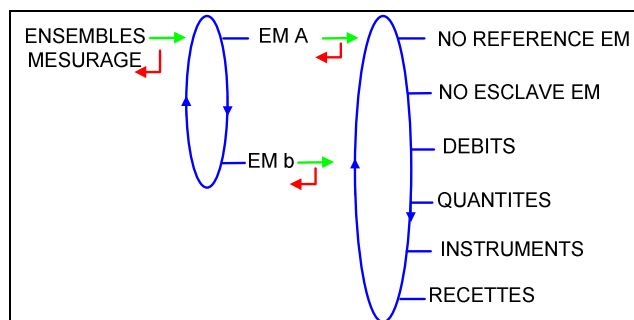 ENSEMBLES
MESURAGE
EM A
EM b
NO REFERENCE EM
NO ESCLAVE EM
DEBITS
QUANTITES
INSTRUMENTS
RECETTES